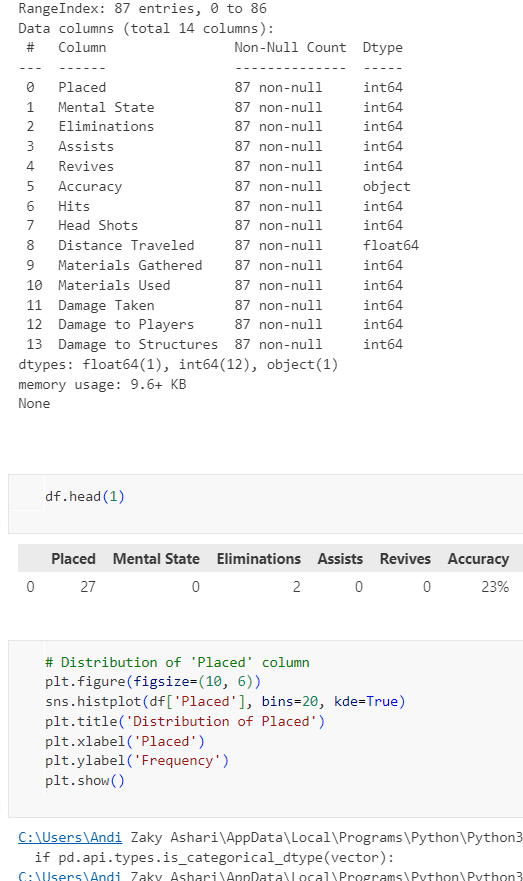 RangeIndex: 87 entries, 0 to 86
Data columns (total 14 columns):
 #   Column                Non-Null Count  Dtype
---  ------                --------------  -----
 0   Placed                87 non-null     int64
 1   Mental State          87 non-null     int64
 2   Eliminations          87 non-null     int64
 3   Assists               87 non-null     int64
 4   Revives               87 non-null     int64
 5   Accuracy              87 non-null     object
 6   Hits                  87 non-null     int64
 7   Head Shots            87 non-null     int64
 8   Distance Traveled     87 non-null     float64
 9   Materials Gathered    87 non-null     int64
 10  Materials Used        87 non-null     int64
 11  Damage Taken          87 non-null     int64
 12  Damage to Players     87 non-null     int64
 13  Damage to Structures  87 non-null     int64
dtypes: float64(1), int64(12), object(1)
memory usage: 9.6+ KB
None
df.head(1)
Placed Mental State Eliminations Assists Revives Accuracy
0 27 0 2 0 0 23%
# Distribution of 'Placed' column
plt.figure(figsize=(10, 6))
sns.histplot(df['Placed'], bins=20, kde=True)
plt.title('Distribution of Placed')
plt.xlabel('Placed')
plt.ylabel('Frequency')
plt.show()
C:\Users\Andi Zaky Ashari\AppData\Local\Programs\Python\Python3
  if pd.api.types.is_categorical_dtype(vector):
C:\Users\Andi Zaky Ashari\AppData\Local\Programs\Python\Python3